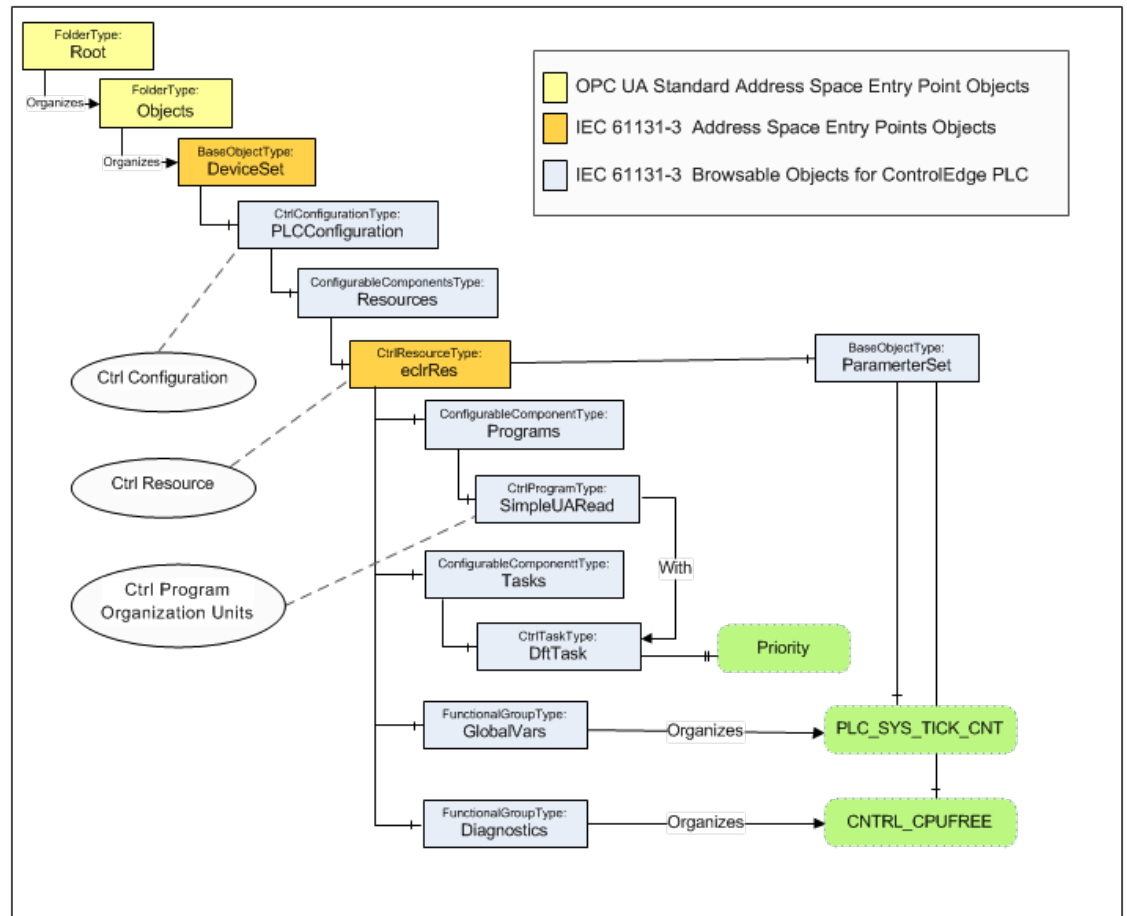 FolderType:
Root
Organizes
FolderType:
Objects
Organizes
BaseObjectType:
DeviceSet
OPC UA Standard Address Space Entry Point Objects
IEC 61131-3 Address Space Entry Points Objects
IEC 61131-3 Browsable Objects for ControlEdge PLC
CtrlConfigurationType:
PLCConfiguration
ConfigurableComponentsType:
Resources
Ctrl Configuration
CtrlResourceType:
eclrRes
BaseObjectType:
ParamerterSet
ConfigurableComponentType:
Programs
Ctrl Resource
CtrlProgramType:
SimpleUARead
With
ConfigurableComponenttType:
Tasks
Ctrl Program
Organization Units
CtrlTaskType:
DftTask
Priority
FunctionalGroupType:
GlobalVars
Organizes
PLC_SYS_TICK_CNT
FunctionalGroupType:
Diagnostics
Organizes
CNTRL_CPUFREE